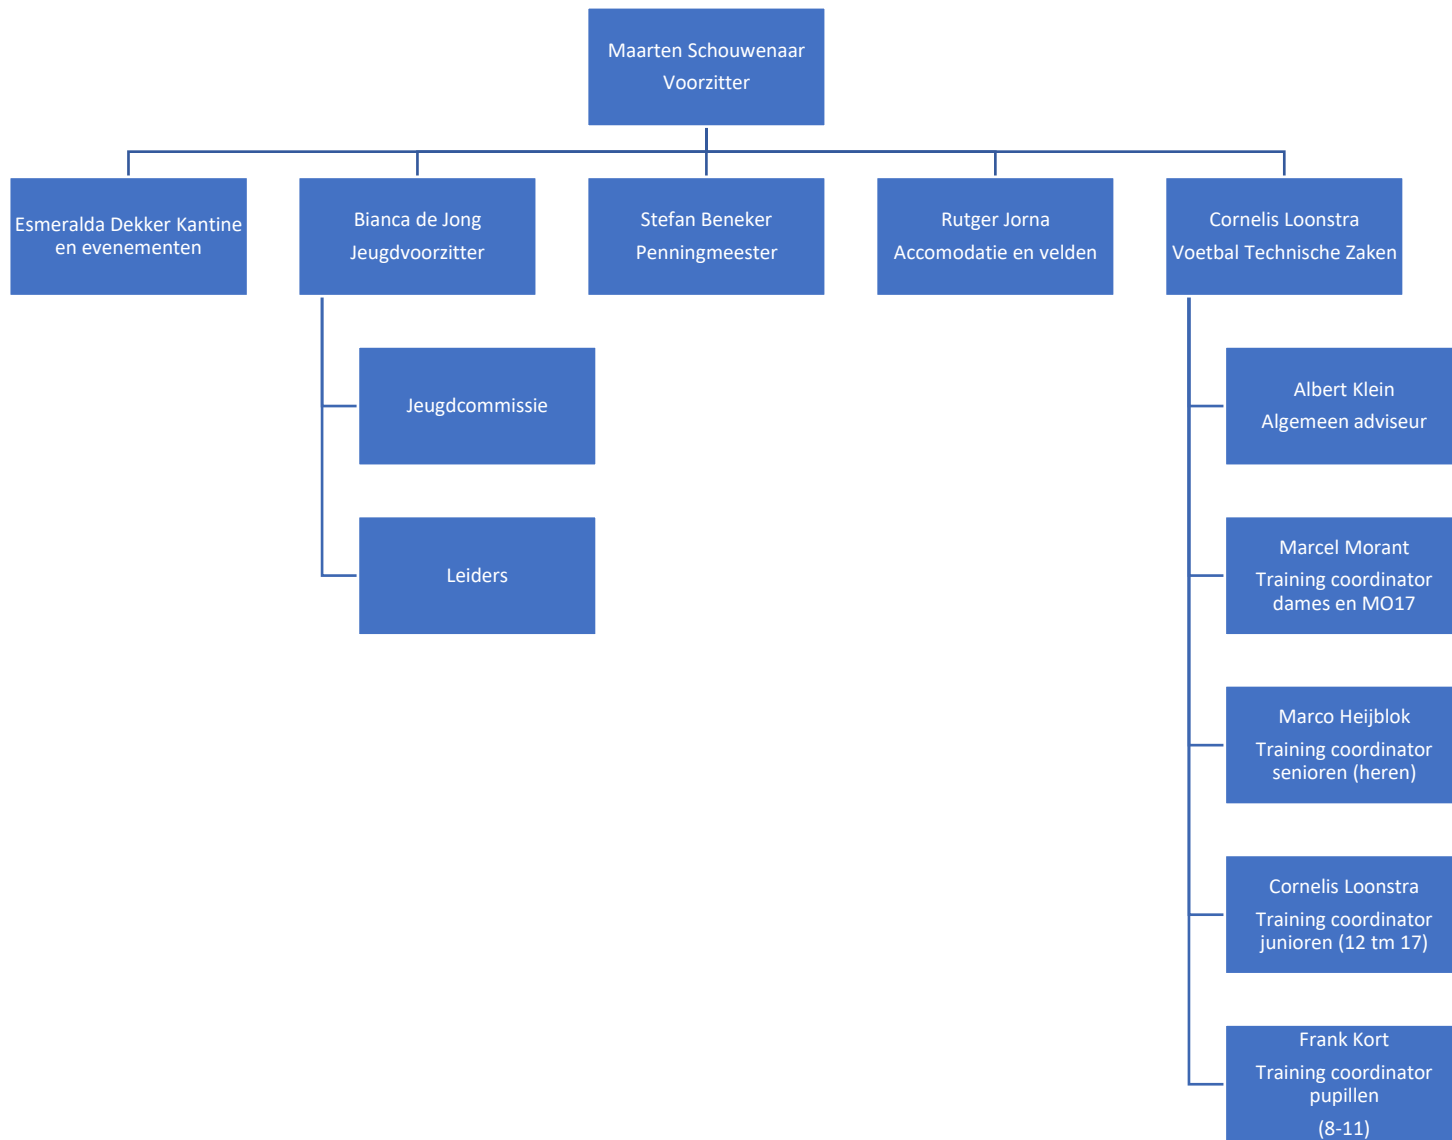 Maarten Schouwenaar
Voorzitter
Esmeralda Dekker Kantine
en evenementen
Bianca de Jong
Jeugdvoorzitter
Stefan Beneker
Penningmeester
Rutger Jorna
Accomodatie en velden
Cornelis Loonstra
Voetbal Technische Zaken
Jeugdcommissie
Leiders
Albert Klein
Algemeen adviseur
Marcel Morant
Training coordinator
dames en MO17
Marco Heijblok
Training coordinator
senioren (heren)
Cornelis Loonstra
Training coordinator
junioren (12 tm 17)
Frank Kort
Training coordinator
pupillen
(8-11)